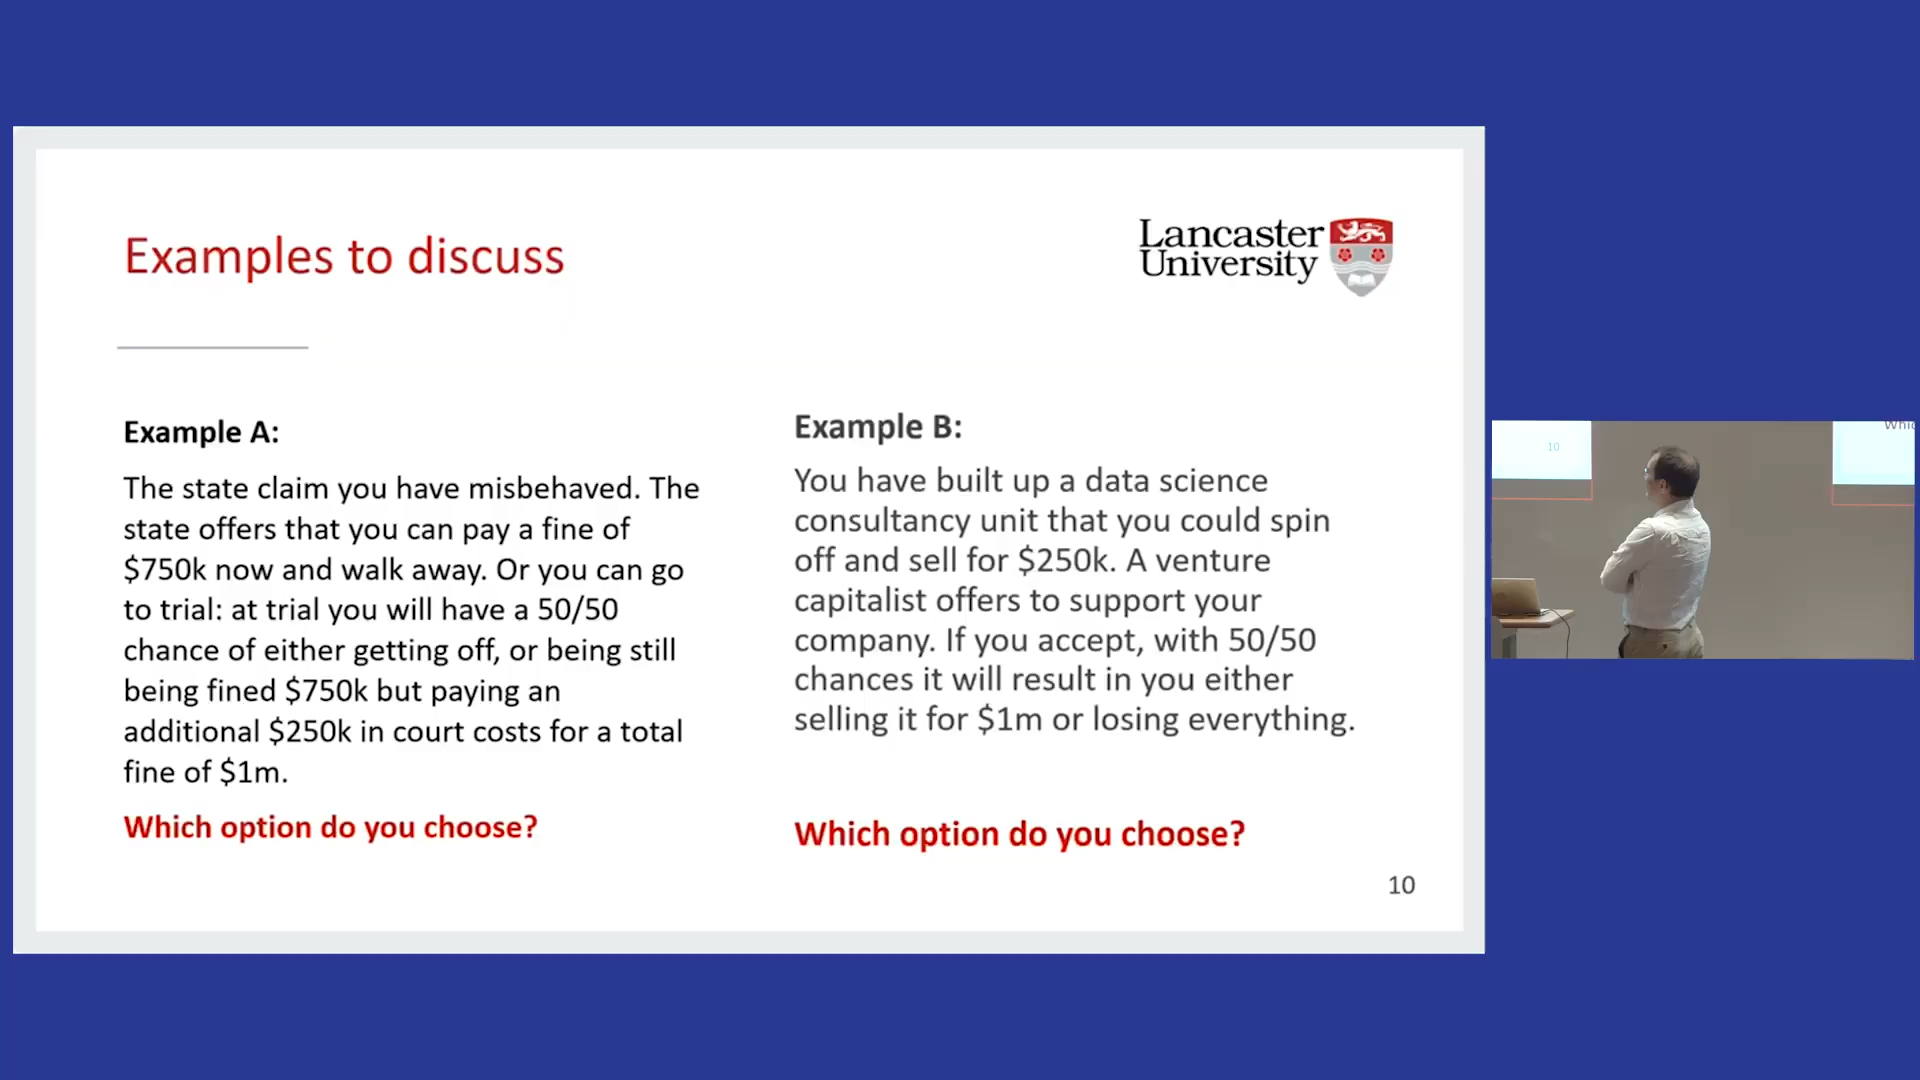 Examples to discuss
Lancaster
University
Example A:
The state claim you have misbehaved. The
state offers that you can pay a fine of
$750k now and walk away. Or you can go
to trial: at trial you will have a 50/50
chance of either getting off, or being still
being fined $750k but paying an
additional $250k in court costs for a total
fine of $1m.
Which option do you choose?
Example B:
You have built up a data science
consultancy unit that you could spin
off and sell for $250k. A venture
capitalist offers to support your
company. If you accept, with 50/50
chances it will result in you either
selling it for $1m or losing everything.
Which option do you choose?
10
10